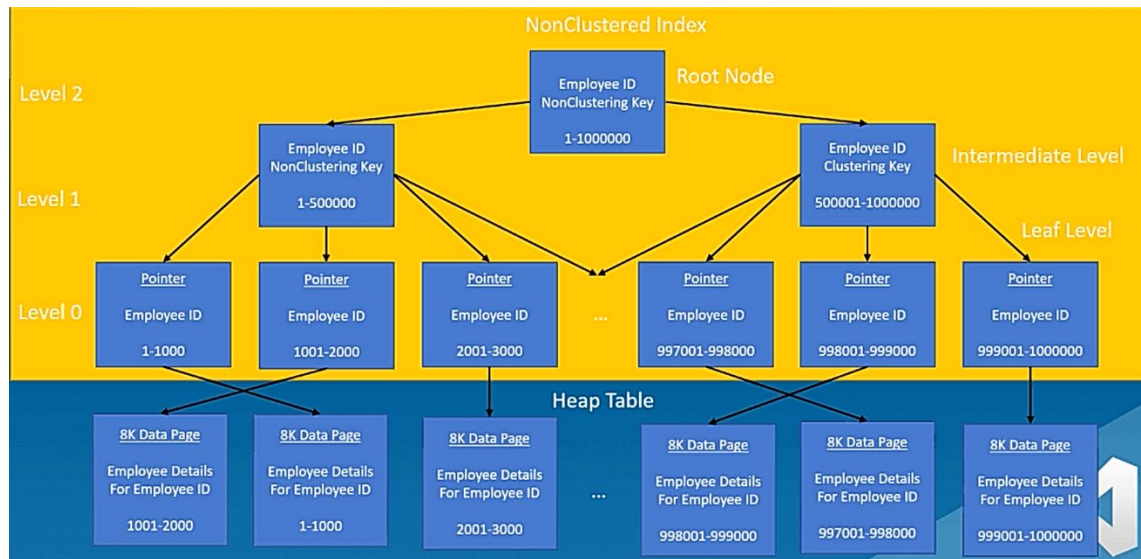 NonClustered Index
Level 2
Employee ID
NonClustering Key
1-1000000
Root Node
Employee ID
NonClustering Key
1-500000
Employee ID
Clustering Key
500001-1000000
Intermediate Level
Level 1
Leaf Level
Level 0
Pointer
Employee ID
1-1000
Pointer
Employee ID
1001-2000
Pointer
Employee ID
2001-3000
...
Pointer
Employee ID
997001-998000
Pointer
Employee ID
998001-999000
Pointer
Employee ID
999001-1000000
Heap Table
8K Data Page
Employee Details
For Employee ID
1001-2000
8K Data Page
Employee Details
For Employee ID
1-1000
8K Data Page
Employee Details
For Employee ID
2001-3000
...
8K Data Page
Employee Details
For Employee ID
998001-999000
8K Data Page
Employee Details
For Employee ID
997001-998000
8K Data Page
Employee Details
For Employee ID
999001-1000000